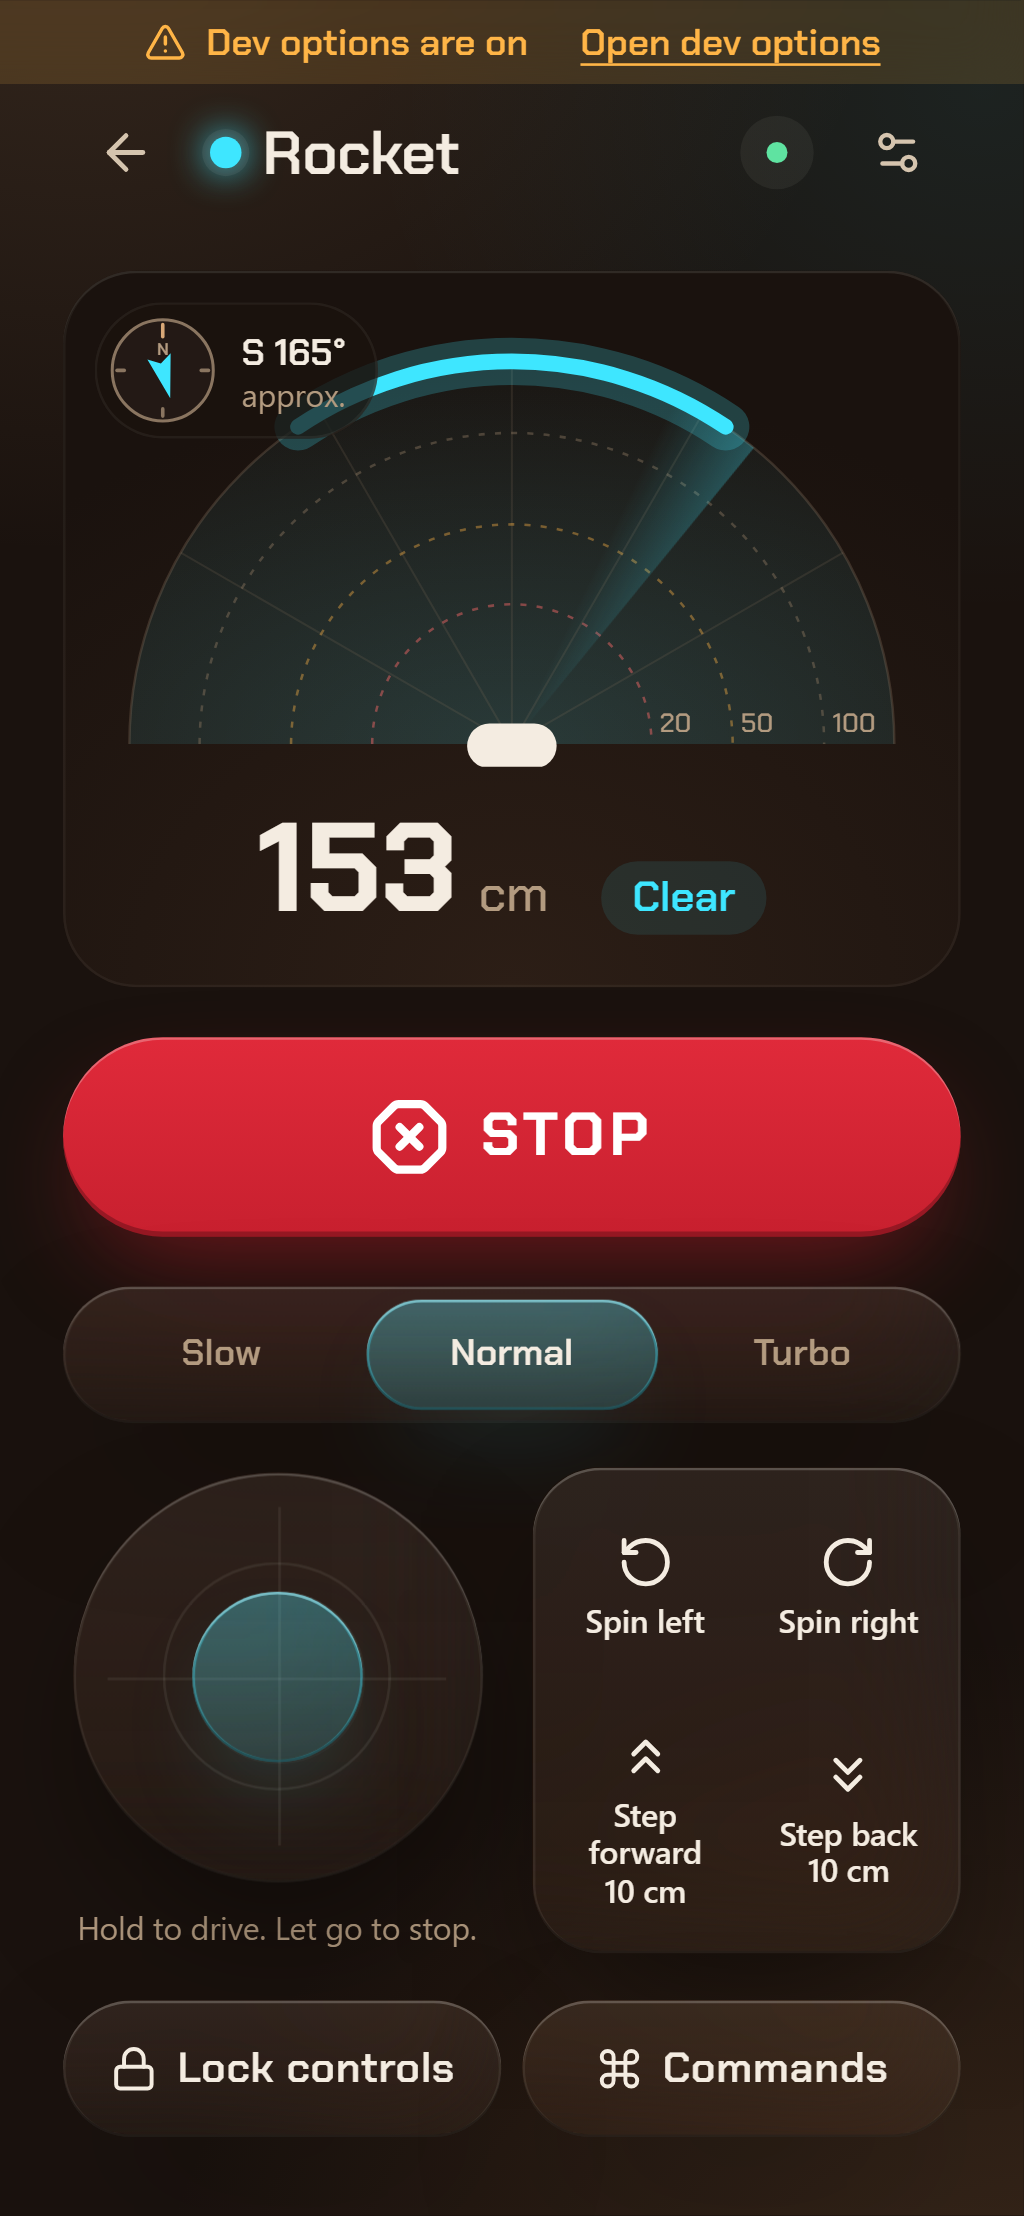 Dev options are on Open dev options
Rocket
N
S 165°
approx.
20 50 100
153 cm Clear
STOP
Slow Normal Turbo
Spin left Spin right
Step
forward
10 cm
Step back
10 cm
Hold to drive. Let go to stop.
Lock controls Commands